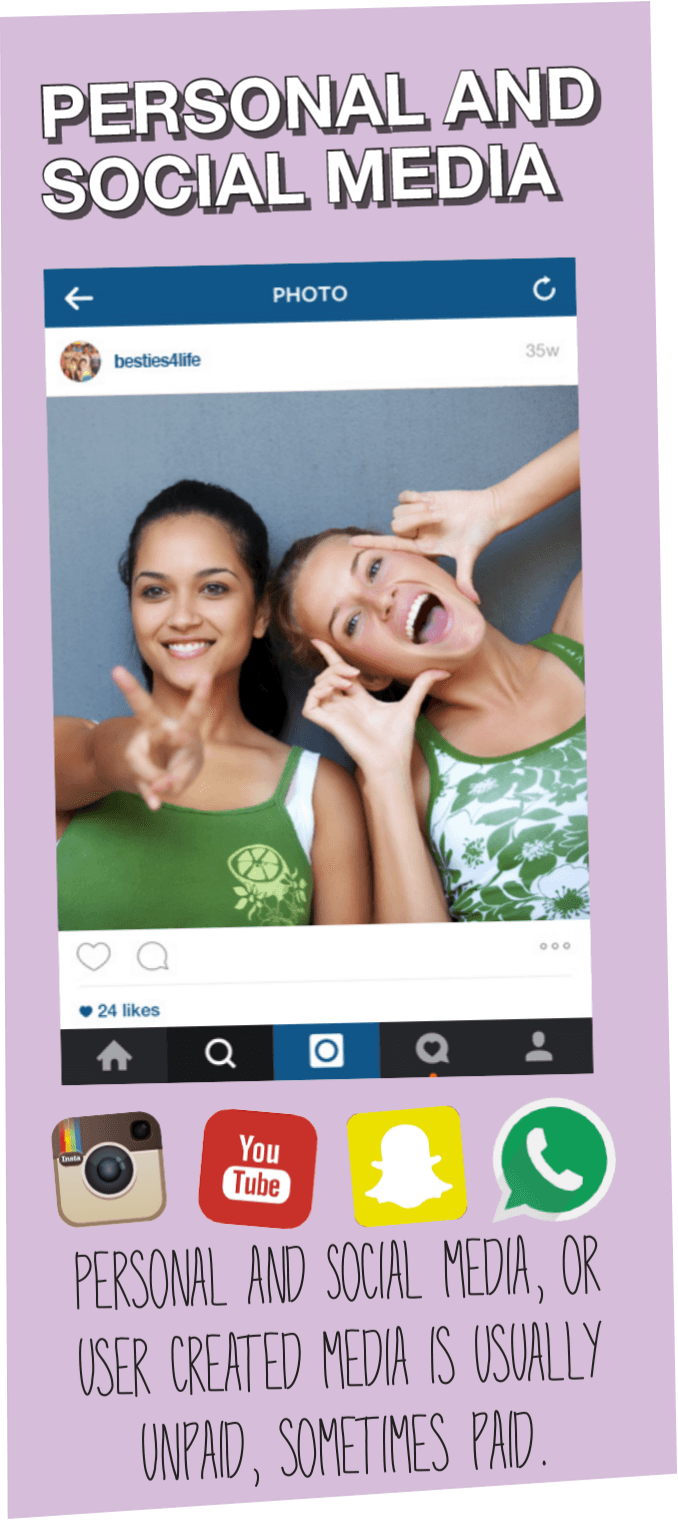 PERSONAL AND
SOCIAL MEDIA
PHOTO
besties4life
35w
24 likes
Insta
You
Tube
PERSONAL AND SOCIAL MEDIA, OR
USER CREATED MEDIA IS USUALLY
UNPAID, SOMETIMES PAID.